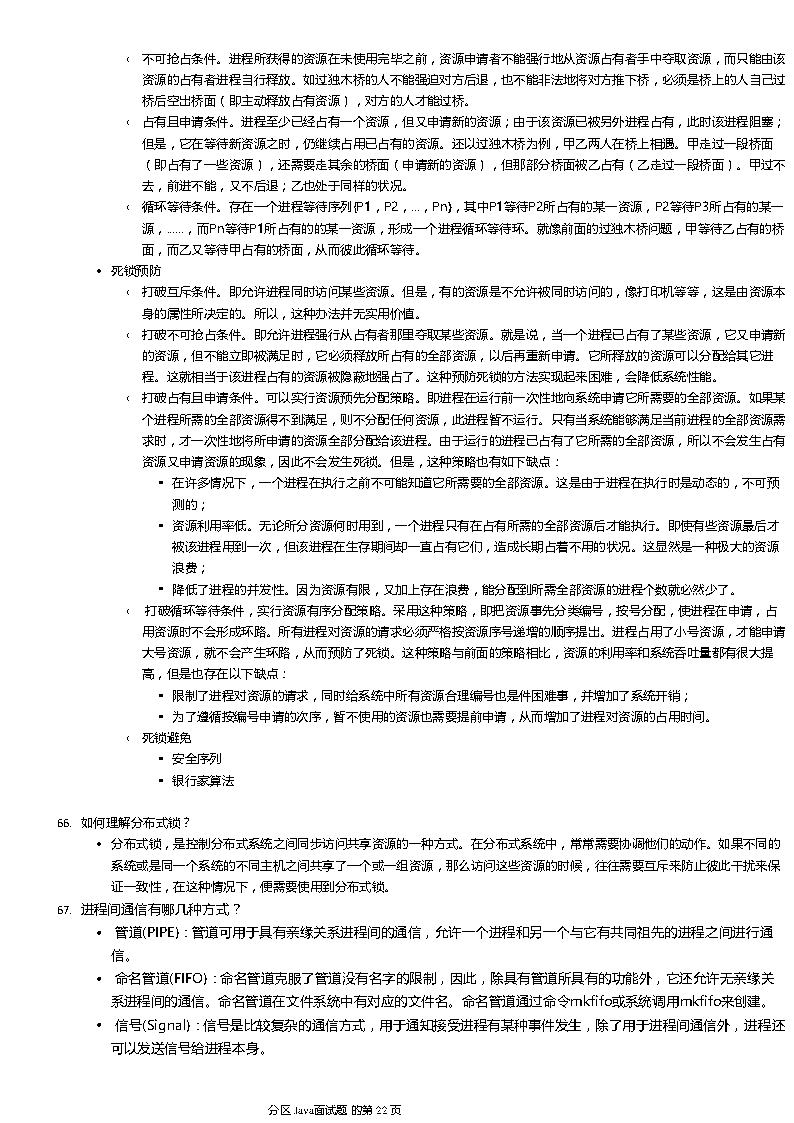 ‹ 不可抢占条件。进程所获得的资源在未使用完毕之前，资源申请者不能强行地从资源占有者手中夺取资源，而只能由该
资源的占有者进程自行释放。如过独木桥的人不能强迫对方后退，也不能非法地将对方推下桥，必须是桥上的人自己过
桥后空出桥面（即主动释放占有资源），对方的人才能过桥。
‹ 占有且申请条件。进程至少已经占有一个资源，但又申请新的资源；由于该资源已被另外进程占有，此时该进程阻塞；
但是，它在等待新资源之时，仍继续占用已占有的资源。还以过独木桥为例，甲乙两人在桥上相遇。甲走过一段桥面
（即占有了一些资源），还需要走其余的桥面（申请新的资源），但那部分桥面被乙占有（乙走过一段桥面）。甲过不
去，前进不能，又不后退；乙也处于同样的状况。
‹ 循环等待条件。存在一个进程等待序列{P1，P2，...，Pn}，其中P1等待P2所占有的某一资源，P2等待P3所占有的某一
源，......，而Pn等待P1所占有的的某一资源，形成一个进程循环等待环。就像前面的过独木桥问题，甲等待乙占有的桥
面，而乙又等待甲占有的桥面，从而彼此循环等待。
• 死锁预防
‹ 打破互斥条件。即允许进程同时访问某些资源。但是，有的资源是不允许被同时访问的，像打印机等等，这是由资源本
身的属性所决定的。所以，这种办法并无实用价值。
‹ 打破不可抢占条件。即允许进程强行从占有者那里夺取某些资源。就是说，当一个进程已占有了某些资源，它又申请新
的资源，但不能立即被满足时，它必须释放所占有的全部资源，以后再重新申请。它所释放的资源可以分配给其它进
程。这就相当于该进程占有的资源被隐蔽地强占了。这种预防死锁的方法实现起来困难，会降低系统性能。
‹ 打破占有且申请条件。可以实行资源预先分配策略。即进程在运行前一次性地向系统申请它所需要的全部资源。如果某
个进程所需的全部资源得不到满足，则不分配任何资源，此进程暂不运行。只有当系统能够满足当前进程的全部资源需
求时，才一次性地将所申请的资源全部分配给该进程。由于运行的进程已占有了它所需的全部资源，所以不会发生占有
资源又申请资源的现象，因此不会发生死锁。但是，这种策略也有如下缺点：
▪ 在许多情况下，一个进程在执行之前不可能知道它所需要的全部资源。这是由于进程在执行时是动态的，不可预
测的；
▪ 资源利用率低。无论所分资源何时用到，一个进程只有在占有所需的全部资源后才能执行。即使有些资源最后才
被该进程用到一次，但该进程在生存期间却一直占有它们，造成长期占着不用的状况。这显然是一种极大的资源
浪费；
▪ 降低了进程的并发性。因为资源有限，又加上存在浪费，能分配到所需全部资源的进程个数就必然少了。
‹ 打破循环等待条件，实行资源有序分配策略。采用这种策略，即把资源事先分类编号，按号分配，使进程在申请，占
用资源时不会形成环路。所有进程对资源的请求必须严格按资源序号递增的顺序提出。进程占用了小号资源，才能申请
大号资源，就不会产生环路，从而预防了死锁。这种策略与前面的策略相比，资源的利用率和系统吞吐量都有很大提
高，但是也存在以下缺点：
▪ 限制了进程对资源的请求，同时给系统中所有资源合理编号也是件困难事，并增加了系统开销；
▪ 为了遵循按编号申请的次序，暂不使用的资源也需要提前申请，从而增加了进程对资源的占用时间。
‹ 死锁避免
▪ 安全序列
▪ 银行家算法
66. 如何理解分布式锁？
• 分布式锁，是控制分布式系统之间同步访问共享资源的一种方式。在分布式系统中，常常需要协调他们的动作。如果不同的
系统或是同一个系统的不同主机之间共享了一个或一组资源，那么访问这些资源的时候，往往需要互斥来防止彼此干扰来保
证一致性，在这种情况下，便需要使用到分布式锁。
67. 进程间通信有哪几种方式？
• 管道(PIPE)：管道可用于具有亲缘关系进程间的通信，允许一个进程和另一个与它有共同祖先的进程之间进行通
信。
• 命名管道(FIFO)：命名管道克服了管道没有名字的限制，因此，除具有管道所具有的功能外，它还允许无亲缘关
系进程间的通信。命名管道在文件系统中有对应的文件名。命名管道通过命令mkfifo或系统调用mkfifo来创建。
• 信号(Signal)：信号是比较复杂的通信方式，用于通知接受进程有某种事件发生，除了用于进程间通信外，进程还
可以发送信号给进程本身。
分区 Java面试题 的第 22 页